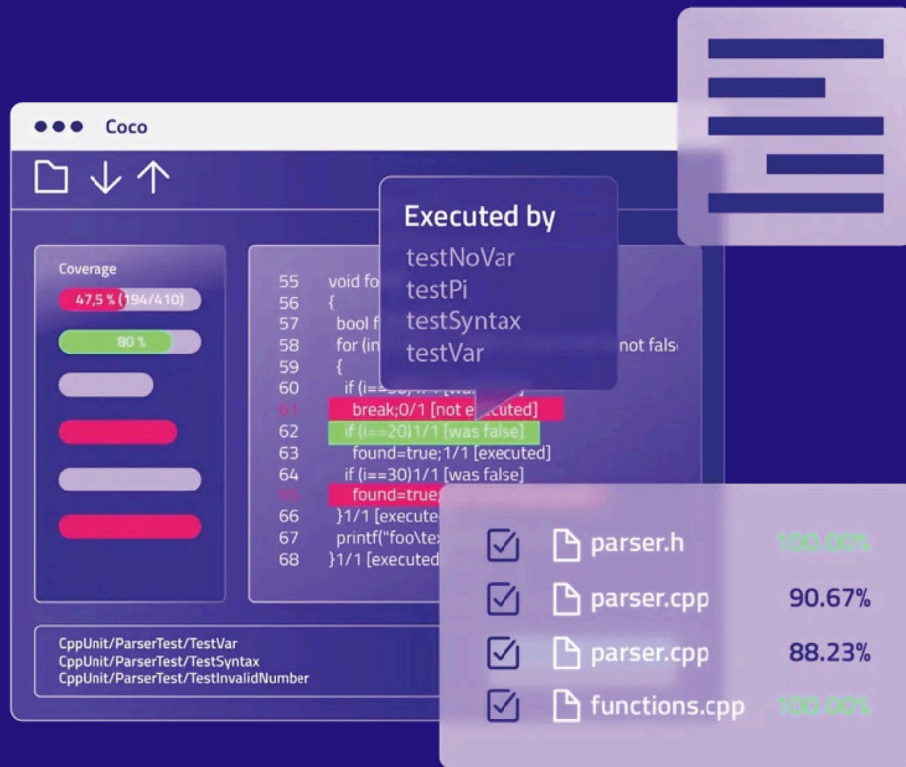 Coco
Executed by
testNoVar
testPi
testSyntax
testVar
Coverage
47,5 % (194/410)
80 %
55 void fo
56 {
57 bool f
58 for (in not fals
59 {
60 if (i==
61 break;0/1 [not executed]
62 if (i==20)1/1 [was false]
63 found=true;1/1 [executed]
64 if (i==30)1/1 [was false]
65 found=true;
66 }1/1 [execute
67 printf("foo\te
68 }1/1 [executed
CppUnit/ParserTest/TestVar
CppUnit/ParserTest/TestSyntax
CppUnit/ParserTest/TestInvalidNumber
parser.h 100.00%
parser.cpp 90.67%
parser.cpp 88.23%
functions.cpp 100.00%